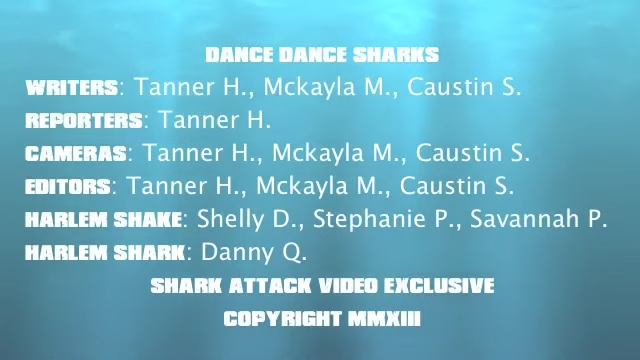 DANCE DANCE SHARKS
WRITERS: Tanner H., Mckayla M., Caustin S.
REPORTERS: Tanner H.
CAMERAS: Tanner H., Mckayla M., Caustin S.
EDITORS: Tanner H., Mckayla M., Caustin S.
HARLEM SHAKE: Shelly D., Stephanie P., Savannah P.
HARLEM SHARK: Danny Q.
SHARK ATTACK VIDEO EXCLUSIVE
COPYRIGHT MMXIII